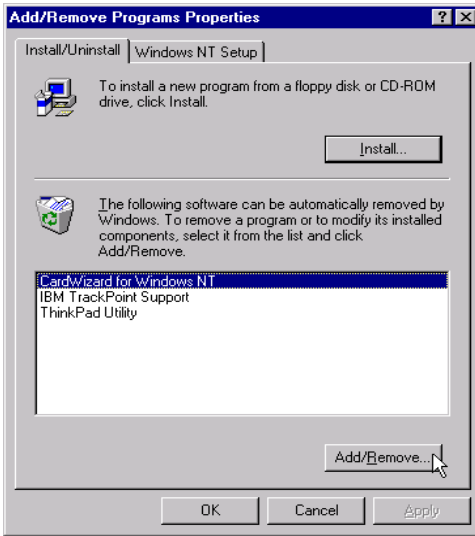 Add/Remove Programs Properties
Install/Uninstall Windows NT Setup
To install a new program from a floppy disk or CD-ROM
drive, click Install.
Install...
The following software can be automatically removed by
Windows. To remove a program or to modify its installed
components, select it from the list and click
Add/Remove.
CardWizard for Windows NT
IBM TrackPoint Support
ThinkPad Utility
Add/Remove...
OK Cancel Apply